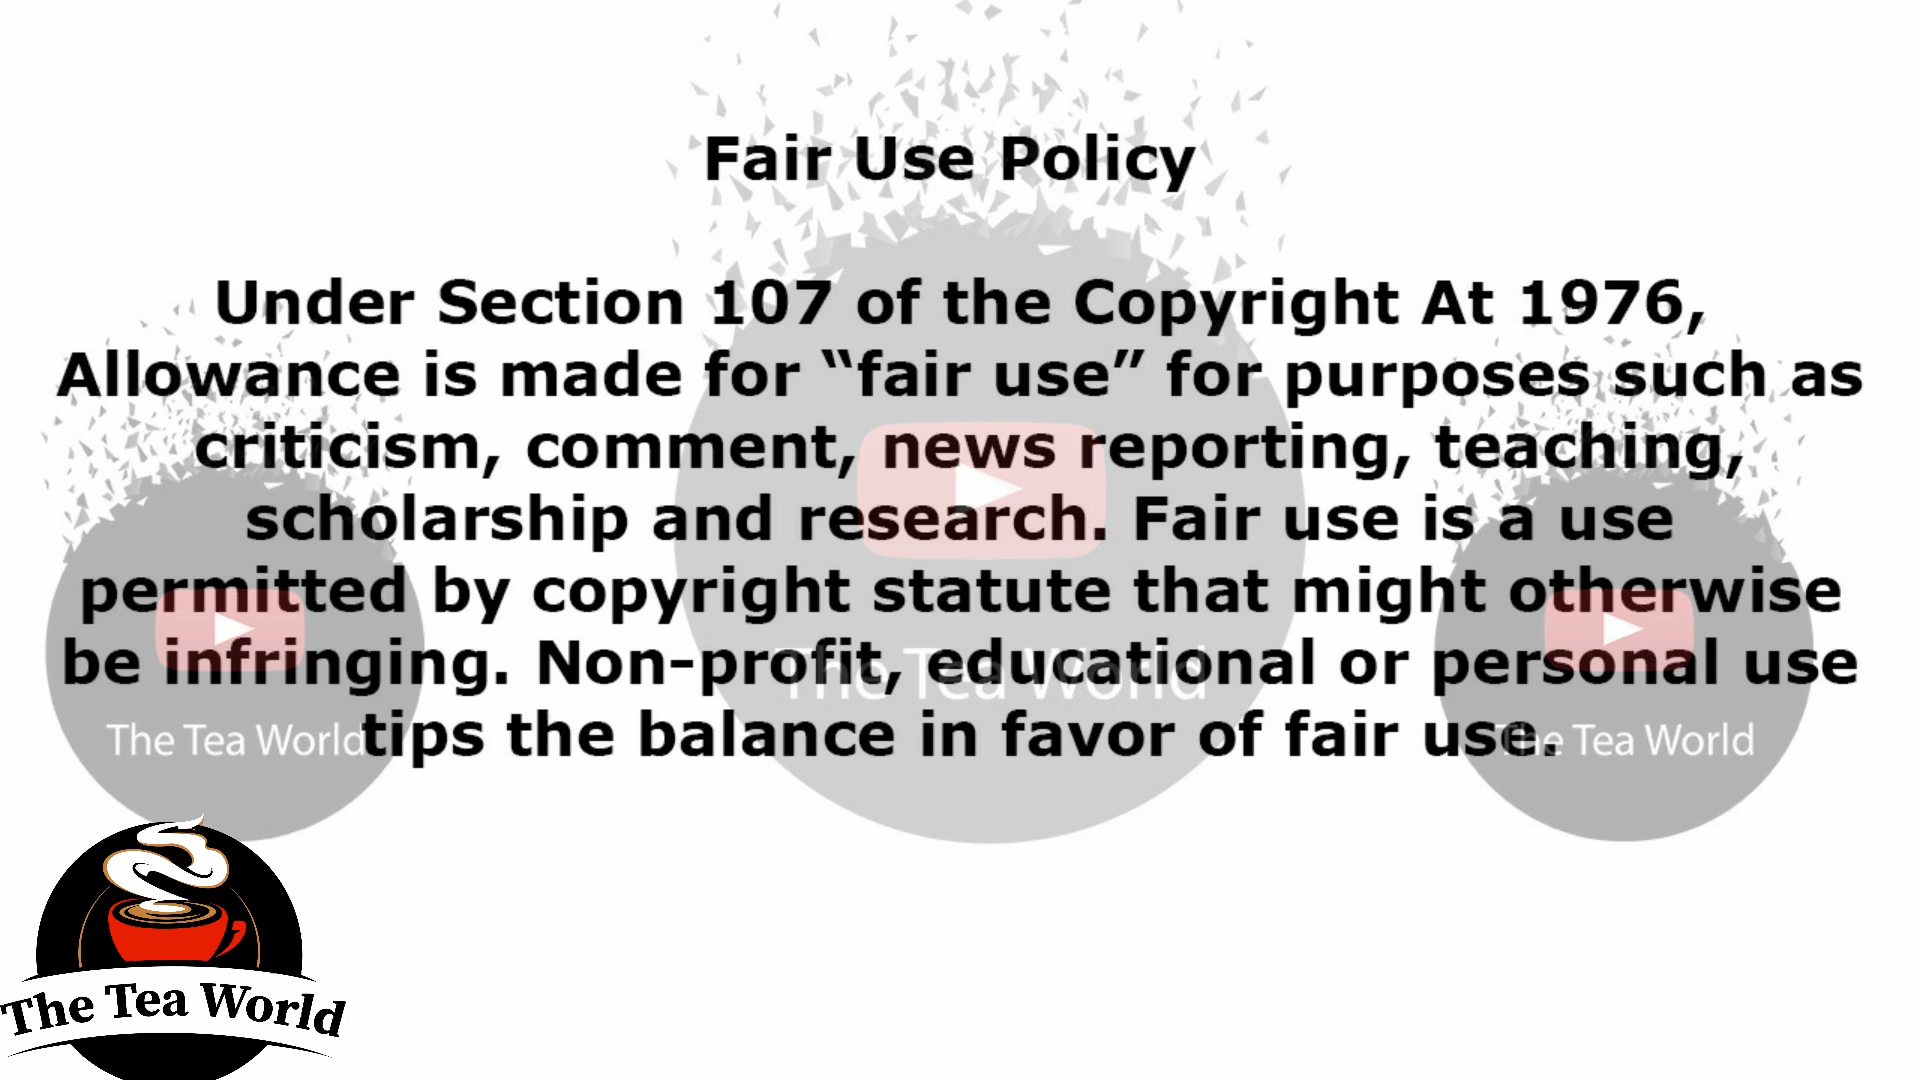 Fair Use Policy
Under Section 107 of the Copyright At 1976,
Allowance is made for “fair use” for purposes such as
criticism, comment, news reporting, teaching,
scholarship and research. Fair use is a use
permitted by copyright statute that might otherwise
be infringing. Non-profit, educational or personal use
tips the balance in favor of fair use.
The Tea World
The Tea World
The Tea World
The Tea World